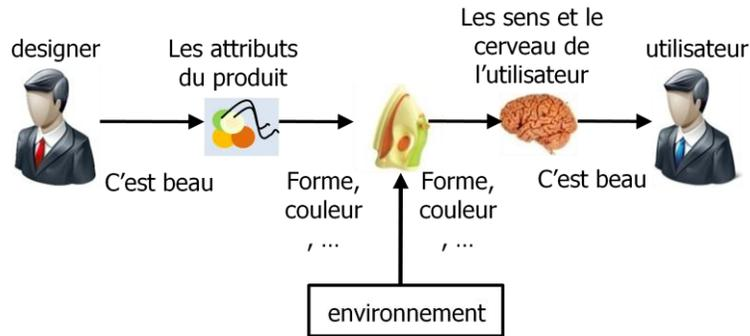 designer
Les attributs
du produit
Les sens et le
cerveau de
l'utilisateur
utilisateur
C'est beau
Forme,
couleur
, ...
Forme,
couleur
, ...
C'est beau
environnement